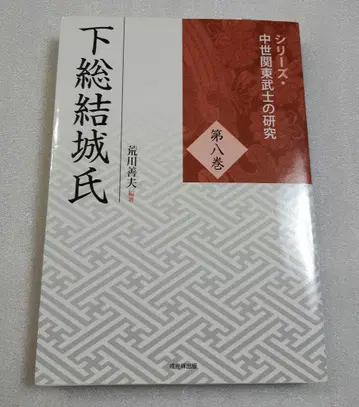 シリーズ・
中世関東武士の研究
第八巻
下総結城氏
荒川善夫 編著
戎光祥出版